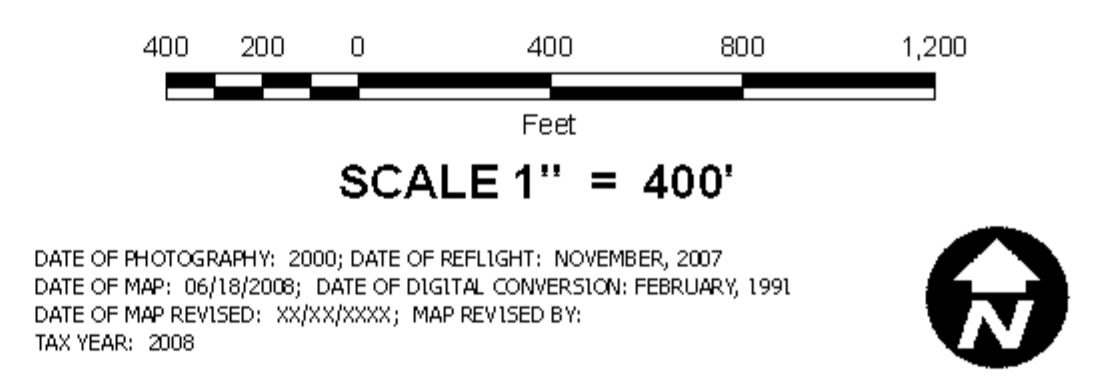 400 200 0 400 800 1,200
Feet
SCALE 1" = 400'
DATE OF PHOTOGRAPHY: 2000; DATE OF REFLIGHT: NOVEMBER, 2007
DATE OF MAP: 06/18/2008; DATE OF DIGITAL CONVERSION: FEBRUARY, 1991
DATE OF MAP REVISED: XX/XX/XXXX; MAP REVISED BY:
TAX YEAR: 2008
N